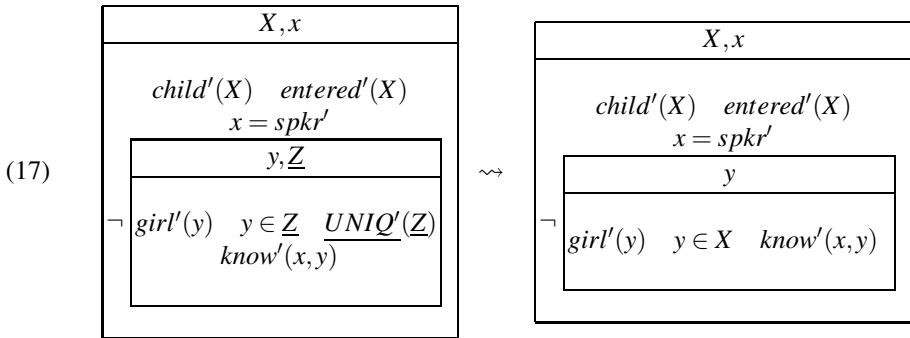 (17)
X, x
child′(X) entered′(X)
x = spkr′
y, Z
¬ girl′(y) y ∈ Z UNIQ′(Z)
know′(x, y)
⇝
X, x
child′(X) entered′(X)
x = spkr′
y
¬ girl′(y) y ∈ X know′(x, y)